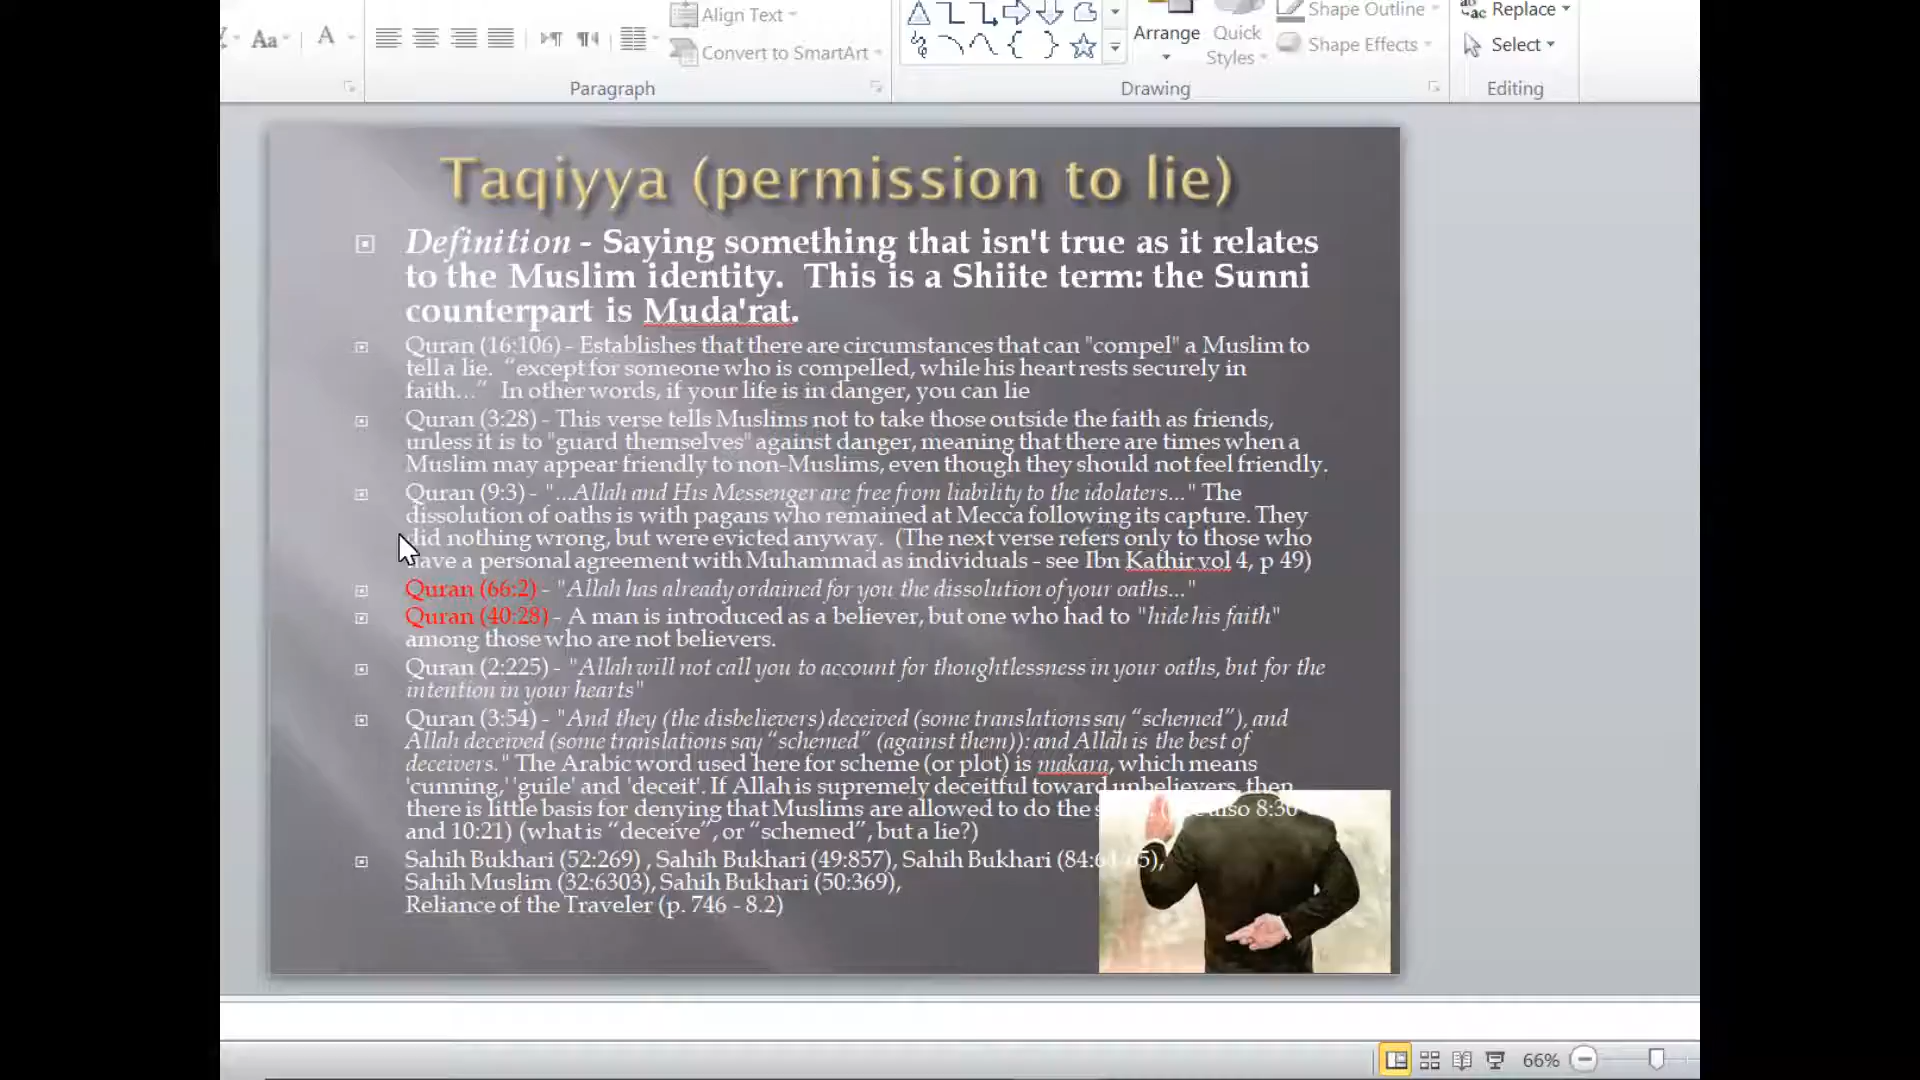 Aa
A
Align Text
Convert to SmartArt
Paragraph
Arrange
Quick
Styles
Shape Outline
Shape Effects
Drawing
Replace
Select
Editing
Taqiyya (permission to lie)
Definition - Saying something that isn't true as it relates
to the Muslim identity. This is a Shiite term: the Sunni
counterpart is Muda'rat.
Quran (16:106) - Establishes that there are circumstances that can "compel" a Muslim to
tell a lie. “except for someone who is compelled, while his heart rests securely in
faith…” In other words, if your life is in danger, you can lie
Quran (3:28) - This verse tells Muslims not to take those outside the faith as friends,
unless it is to "guard themselves" against danger, meaning that there are times when a
Muslim may appear friendly to non-Muslims, even though they should not feel friendly.
Quran (9:3) - "...Allah and His Messenger are free from liability to the idolaters..." The
dissolution of oaths is with pagans who remained at Mecca following its capture. They
did nothing wrong, but were evicted anyway. (The next verse refers only to those who
have a personal agreement with Muhammad as individuals - see Ibn Kathir vol 4, p 49)
Quran (66:2) - "Allah has already ordained for you the dissolution of your oaths..."
Quran (40:28) - A man is introduced as a believer, but one who had to "hide his faith"
among those who are not believers.
Quran (2:225) - "Allah will not call you to account for thoughtlessness in your oaths, but for the
intention in your hearts"
Quran (3:54) - "And they (the disbelievers) deceived (some translations say “schemed”), and
Allah deceived (some translations say “schemed” (against them)): and Allah is the best of
deceivers." The Arabic word used here for scheme (or plot) is makara, which means
'cunning,' 'guile' and 'deceit'. If Allah is supremely deceitful toward unbelievers, then
there is little basis for denying that Muslims are allowed to do the also 8:30
and 10:21) (what is “deceive”, or “schemed”, but a lie?)
Sahih Bukhari (52:269) , Sahih Bukhari (49:857), Sahih Bukhari
Sahih Muslim (32:6303), Sahih Bukhari (50:369),
Reliance of the Traveler (p. 746 - 8.2)
66%